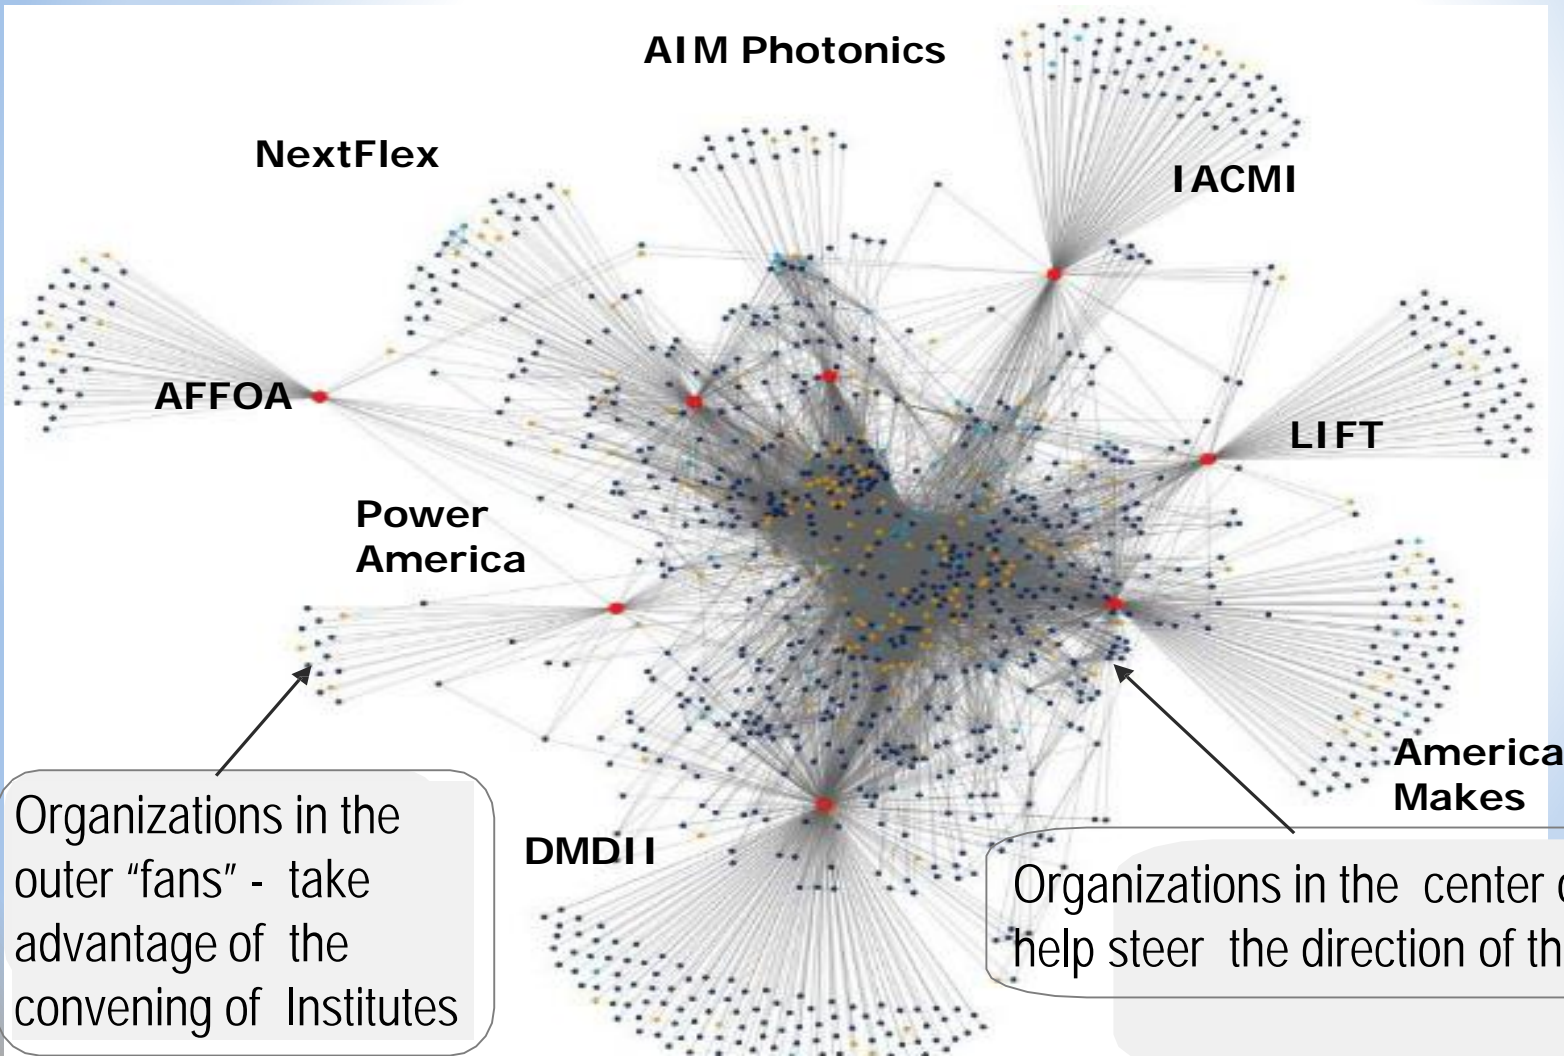 AIM Photonics
NextFlex
IACMI
AFFOA
LIFT
Power
America
America
Makes
DMDII
Organizations in the
outer “fans” - take
advantage of the
convening of Institutes
Organizations in the center
help steer the direction of